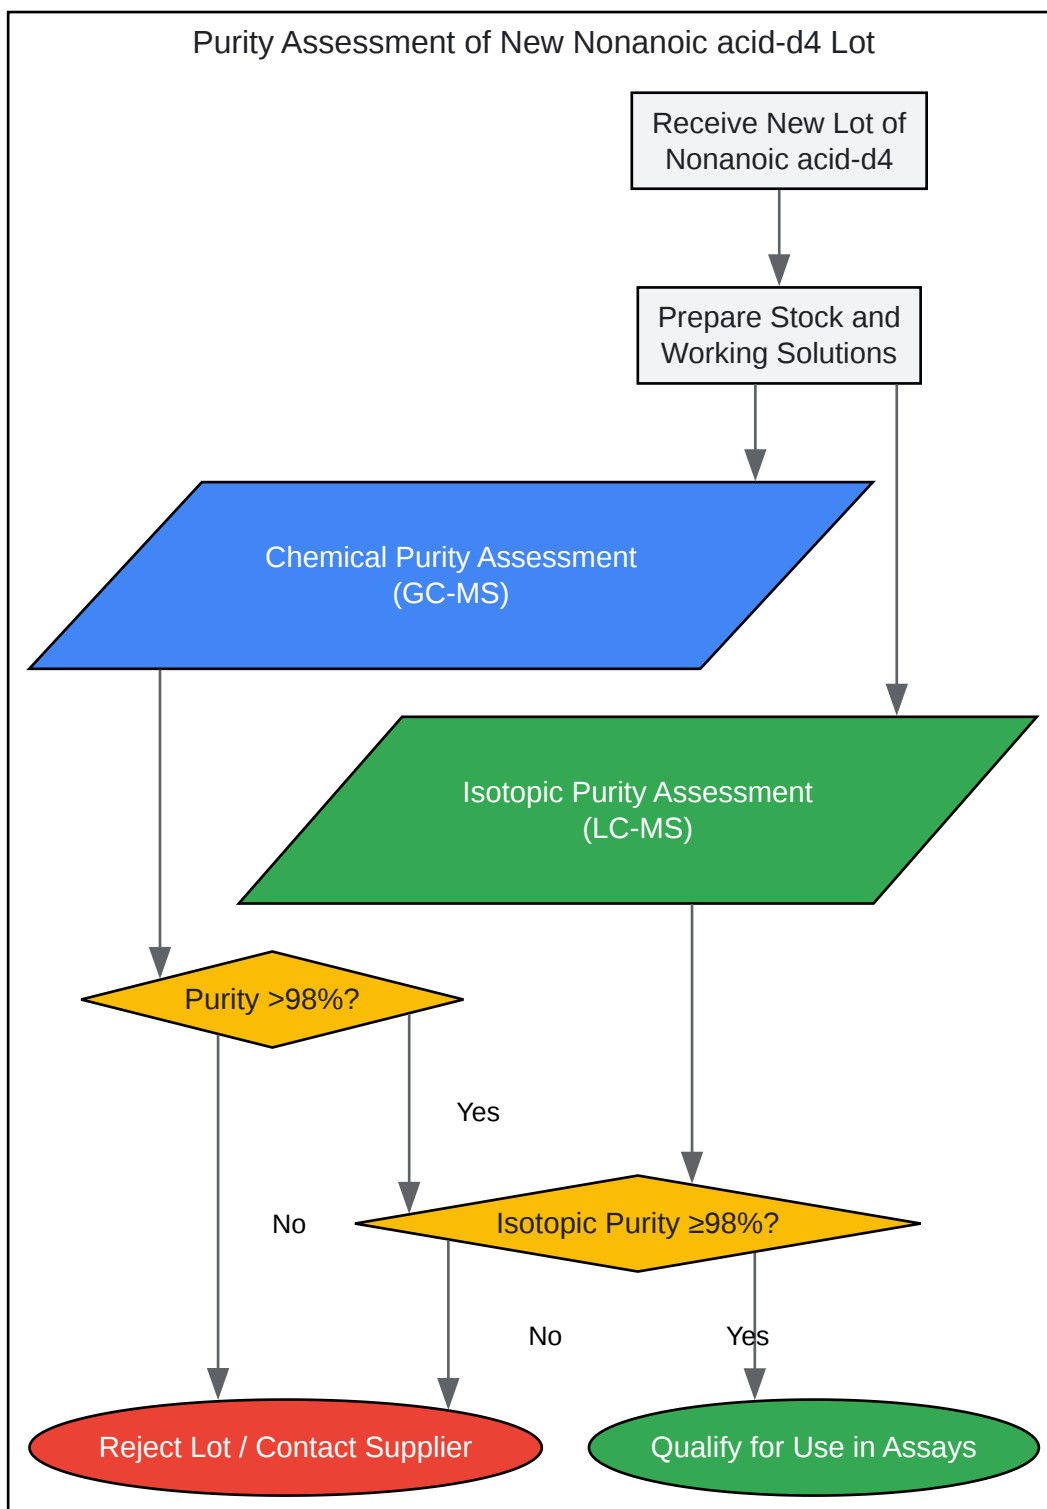 Purity Assessment of New Nonanoic acid-d4 Lot
Receive New Lot of
Nonanoic acid-d4
Prepare Stock and
Working Solutions
Chemical Purity Assessment
(GC-MS)
Isotopic Purity Assessment
(LC-MS)
Purity >98%?
Yes
No
Isotopic Purity ≥98%?
No
Yes
Reject Lot / Contact Supplier
Qualify for Use in Assays